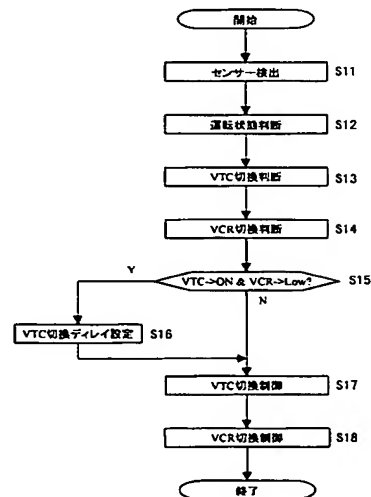 開始
センサー検出 S11
運転状態判断 S12
VTC切換判断 S13
VCR切換判断 S14
VTC->ON & VCR->Low? S15
Y
N
VTC切換ディレイ設定 S16
VTC切換制御 S17
VCR切換制御 S18
終了